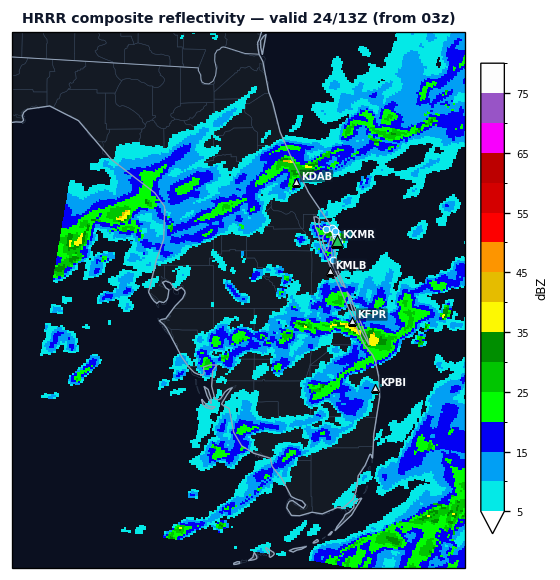 HRRR composite reflectivity — valid 24/13Z (from 03z)
KDAB
KXMR
KMLB
KFPR
KPBI
75
65
55
45
35
25
15
5
dBZ